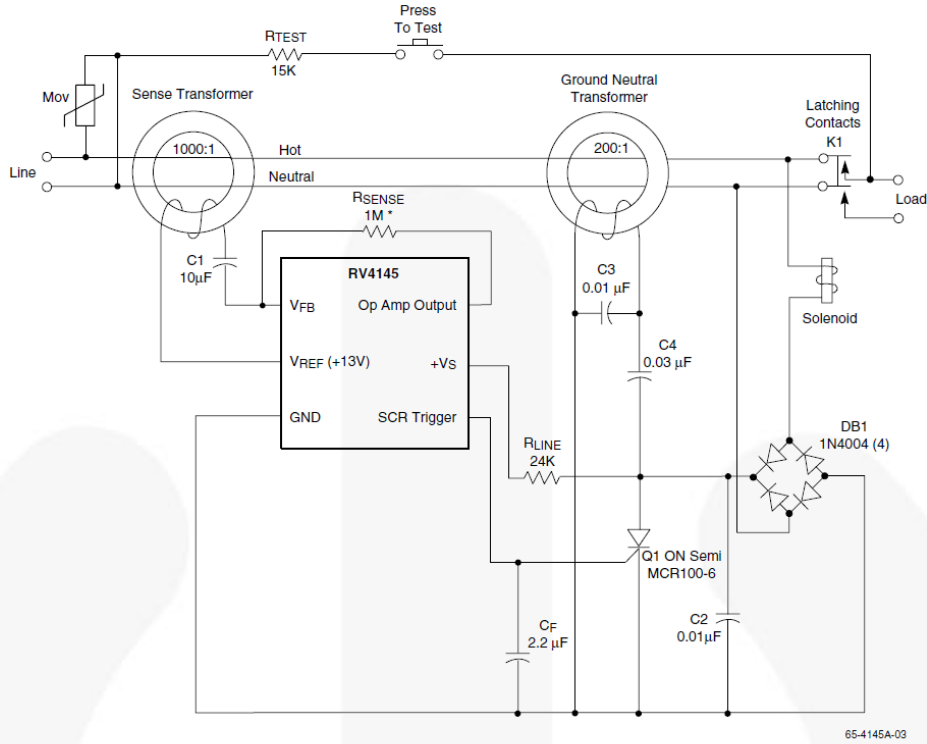 Press
To Test
RTEST
15K
Mov
Sense Transformer
Ground Neutral
Transformer
Latching
Contacts
K1
1000:1
Hot
200:1
Line
Neutral
Load
RSENSE
1M *
C1
10µF
RV4145
C3
0.01 µF
VFB
Op Amp Output
Solenoid
VREF (+13V)
+VS
C4
0.03 µF
GND
SCR Trigger
RLINE
24K
DB1
1N4004 (4)
Q1 ON Semi
MCR100-6
CF
2.2 µF
C2
0.01µF
65-4145A-03